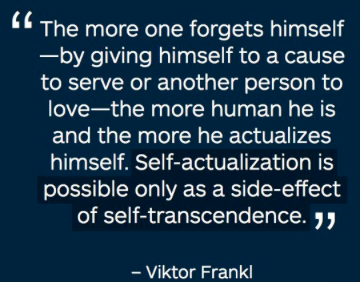 “ The more one forgets himself
—by giving himself to a cause
to serve or another person to
love—the more human he is
and the more he actualizes
himself. Self-actualization is
possible only as a side-effect
of self-transcendence. ”
– Viktor Frankl